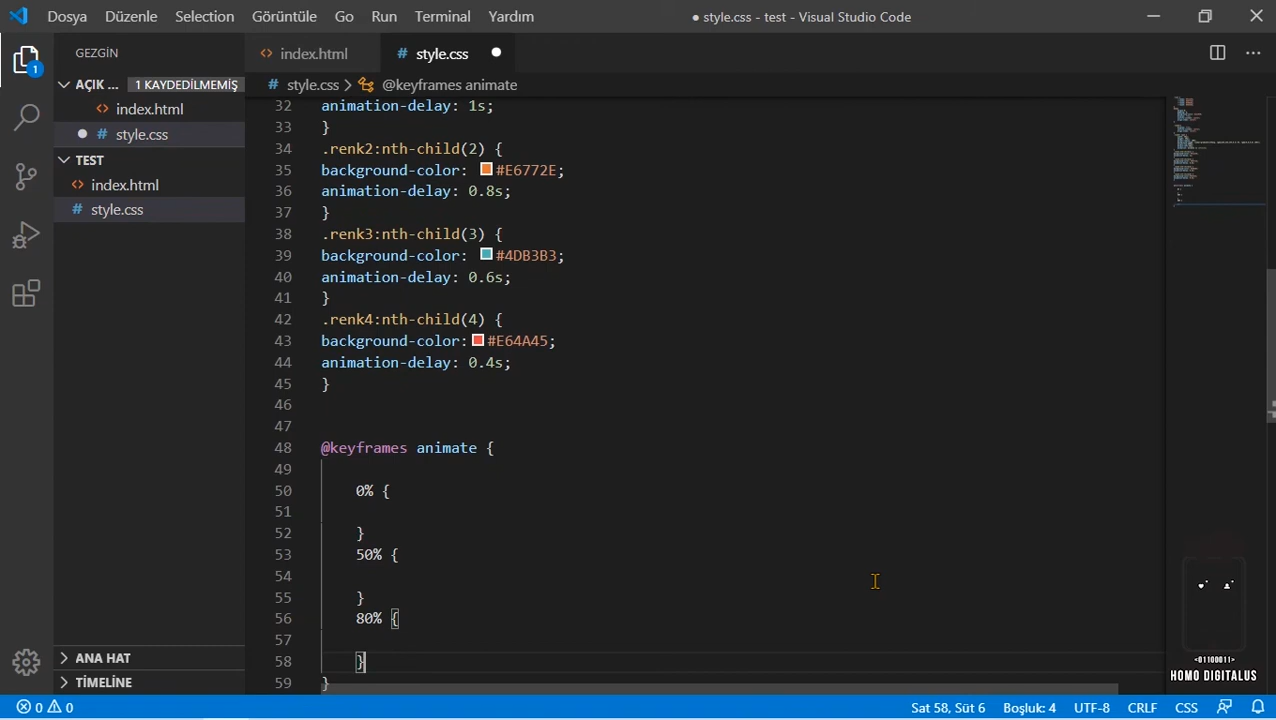 Dosya Düzenle Selection Görüntüle Go Run Terminal Yardım ● style.css - test - Visual Studio Code
GEZGİN
1
AÇIK ... 1 KAYDEDİLMEMİŞ
<> index.html
● # style.css
TEST
<> index.html
# style.css
ANA HAT
TİMELİNE
<> index.html # style.css ●
# style.css > @keyframes animate
32 animation-delay: 1s;
33 }
34 .renk2:nth-child(2) {
35 background-color: #E6772E;
36 animation-delay: 0.8s;
37 }
38 .renk3:nth-child(3) {
39 background-color: #4DB3B3;
40 animation-delay: 0.6s;
41 }
42 .renk4:nth-child(4) {
43 background-color: #E64A45;
44 animation-delay: 0.4s;
45 }
46
47
48 @keyframes animate {
49
50 0% {
51
52 }
53 50% {
54
55 }
56 80% {
57
58 }
59 }
<01100011>
HOMO DIGITALUS
0 0 Sat 58, Süt 6 Boşluk: 4 UTF-8 CRLF CSS